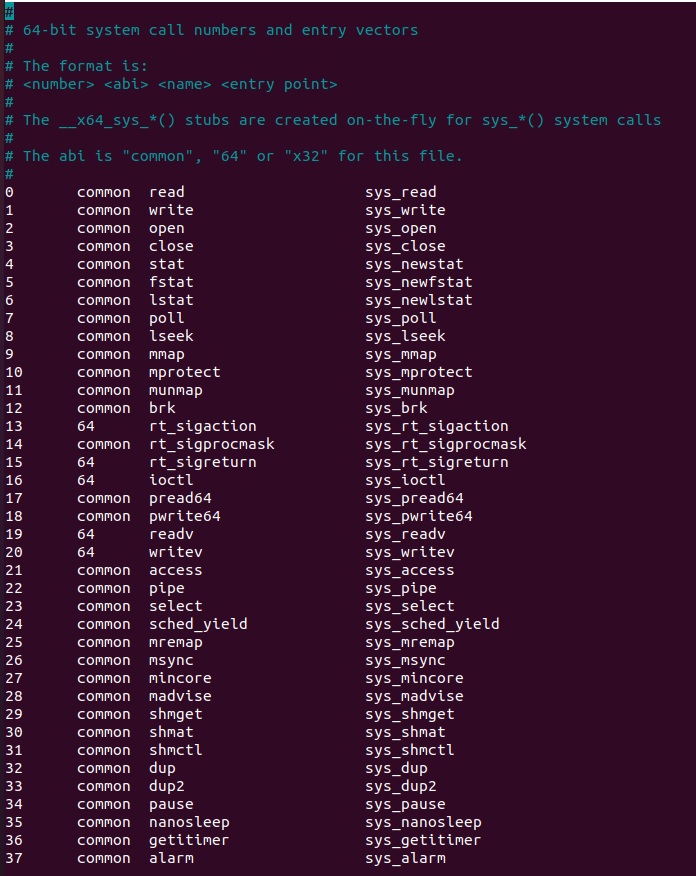 #
# 64-bit system call numbers and entry vectors
#
# The format is:
# <number> <abi> <name> <entry point>
#
# The __x64_sys_*() stubs are created on-the-fly for sys_*() system calls
#
# The abi is "common", "64" or "x32" for this file.
#
0 common read sys_read
1 common write sys_write
2 common open sys_open
3 common close sys_close
4 common stat sys_newstat
5 common fstat sys_newfstat
6 common lstat sys_newlstat
7 common poll sys_poll
8 common lseek sys_lseek
9 common mmap sys_mmap
10 common mprotect sys_mprotect
11 common munmap sys_munmap
12 common brk sys_brk
13 64 rt_sigaction sys_rt_sigaction
14 common rt_sigprocmask sys_rt_sigprocmask
15 64 rt_sigreturn sys_rt_sigreturn
16 64 ioctl sys_ioctl
17 common pread64 sys_pread64
18 common pwrite64 sys_pwrite64
19 64 readv sys_readv
20 64 writev sys_writev
21 common access sys_access
22 common pipe sys_pipe
23 common select sys_select
24 common sched_yield sys_sched_yield
25 common mremap sys_mremap
26 common msync sys_msync
27 common mincore sys_mincore
28 common madvise sys_madvise
29 common shmget sys_shmget
30 common shmat sys_shmat
31 common shmctl sys_shmctl
32 common dup sys_dup
33 common dup2 sys_dup2
34 common pause sys_pause
35 common nanosleep sys_nanosleep
36 common getitimer sys_getitimer
37 common alarm sys_alarm